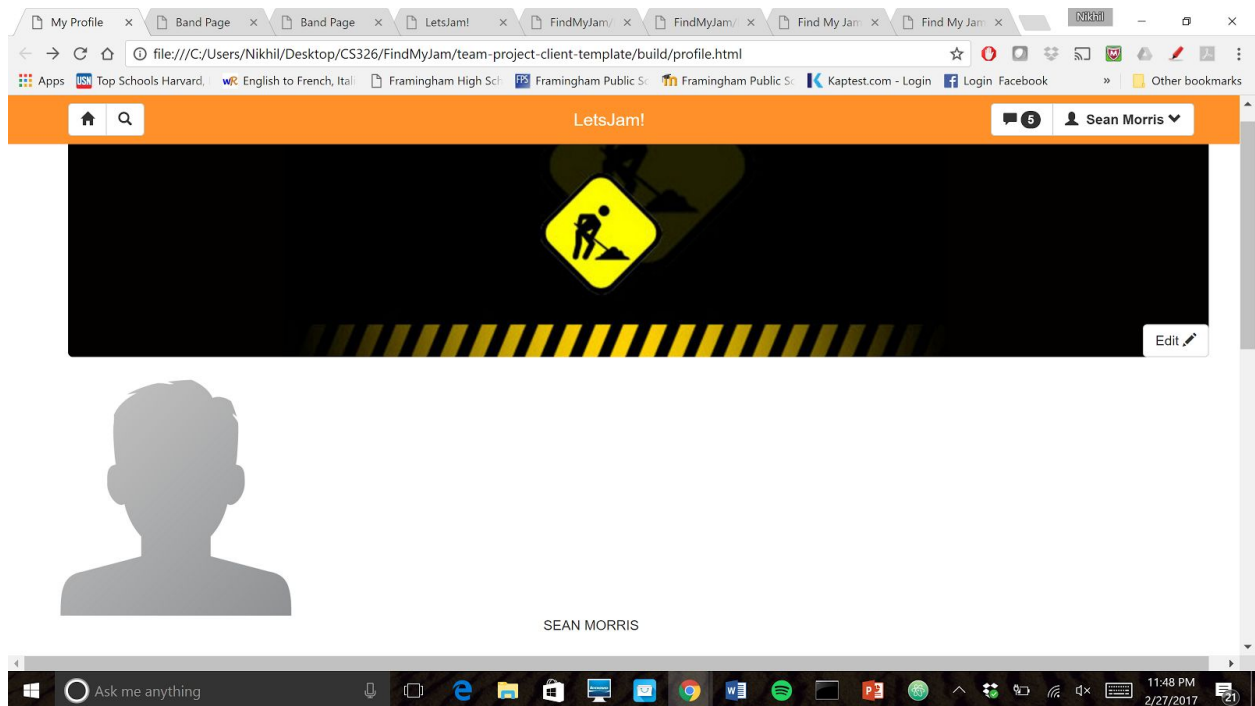 My Profile Band Page Band Page LetsJam! FindMyJam/ FindMyJam/ Find My Jam Find My Jam Nikhil
file:///C:/Users/Nikhil/Desktop/CS326/FindMyJam/team-project-client-template/build/profile.html
Apps USN Top Schools Harvard, wR English to French, Itali Framingham High Sch FPS Framingham Public Sc Framingham Public Sc Kaptest.com - Login Login Facebook » Other bookmarks
LetsJam! 5 Sean Morris
Edit
SEAN MORRIS
Ask me anything
11:48 PM
2/27/2017
21